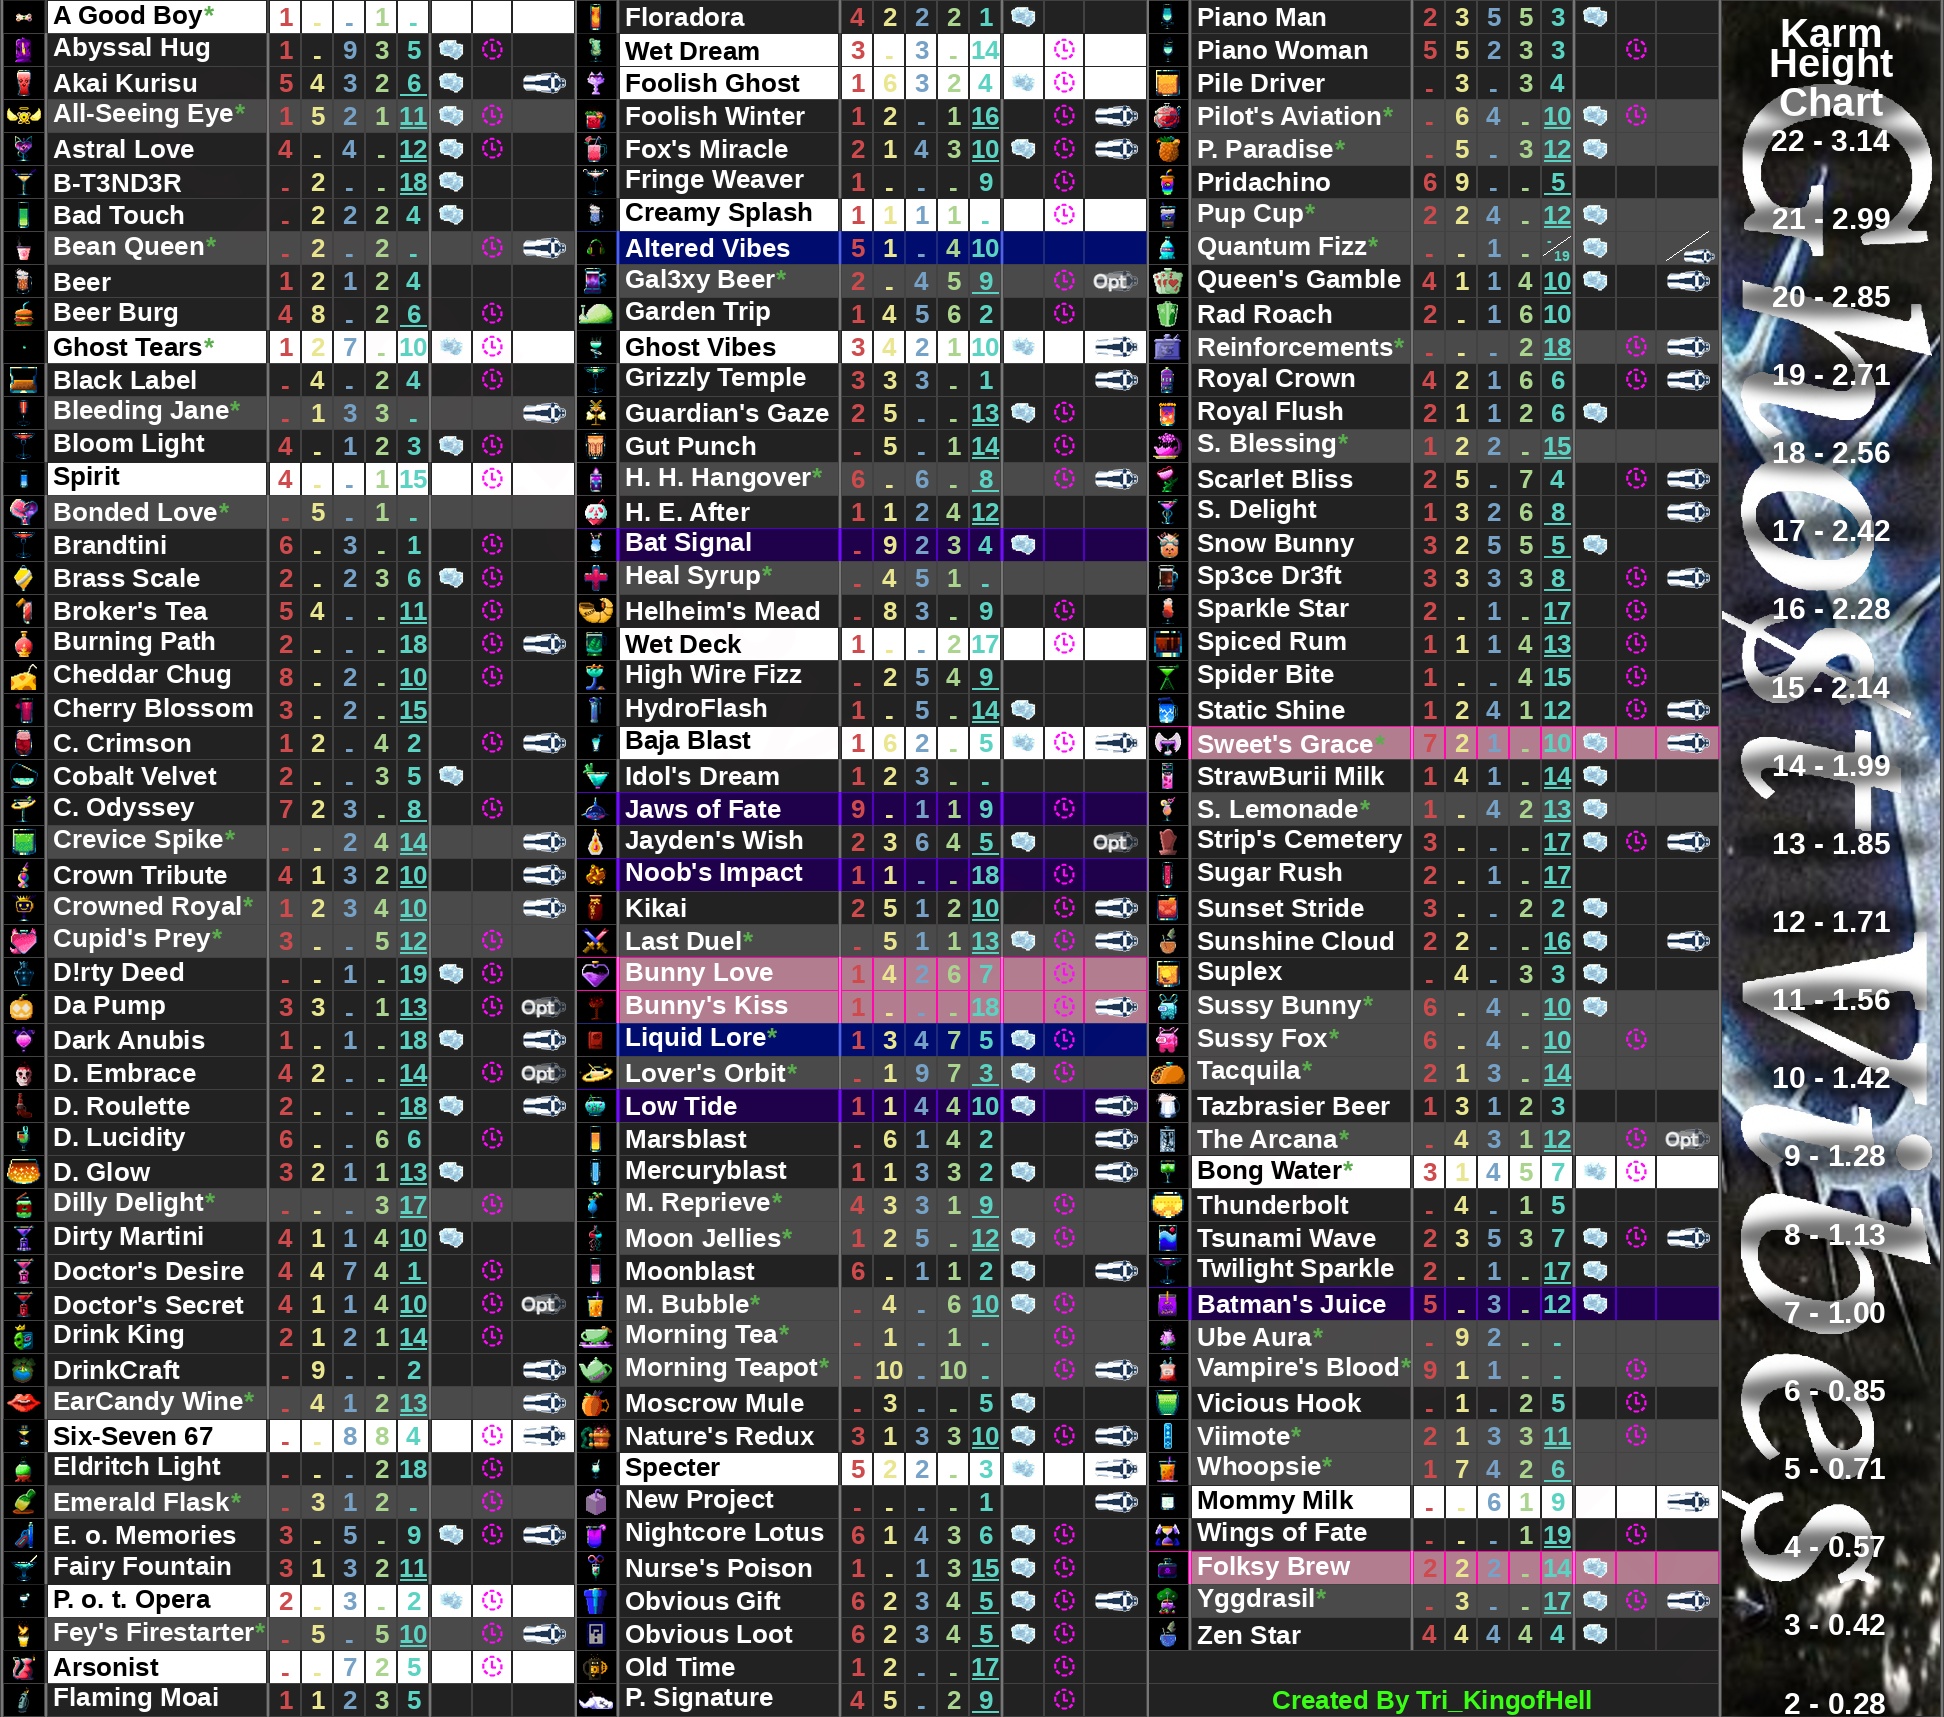 A Good Boy* 1 - - 1 -
Abyssal Hug 1 - 9 3 5
Akai Kurisu 5 4 3 2 6
All-Seeing Eye* 1 5 2 1 11
Astral Love 4 - 4 - 12
B-T3ND3R - 2 - - 18
Bad Touch - 2 2 2 4
Bean Queen* - 2 - 2 -
Beer 1 2 1 2 4
Beer Burg 4 8 - 2 6
Ghost Tears* 1 2 7 - 10
Black Label - 4 - 2 4
Bleeding Jane* - 1 3 3 -
Bloom Light 4 - 1 2 3
Spirit 4 - - 1 15
Bonded Love* - 5 - 1 -
Brandtini 6 - 3 - 1
Brass Scale 2 - 2 3 6
Broker's Tea 5 4 - - 11
Burning Path 2 - - - 18
Cheddar Chug 8 - 2 - 10
Cherry Blossom 3 - 2 - 15
C. Crimson 1 2 - 4 2
Cobalt Velvet 2 - - 3 5
C. Odyssey 7 2 3 - 8
Crevice Spike* - - 2 4 14
Crown Tribute 4 1 3 2 10
Crowned Royal* 1 2 3 4 10
Cupid's Prey* 3 - - 5 12
D!rty Deed - - 1 - 19
Da Pump 3 3 - 1 13 Opt
Dark Anubis 1 - 1 - 18
D. Embrace 4 2 - - 14 Opt
D. Roulette 2 - - - 18
D. Lucidity 6 - - 6 6
D. Glow 3 2 1 1 13
Dilly Delight* - - - 3 17
Dirty Martini 4 1 1 4 10
Doctor's Desire 4 4 7 4 1
Doctor's Secret 4 1 1 4 10 Opt
Drink King 2 1 2 1 14
DrinkCraft - 9 - - 2
EarCandy Wine* - 4 1 2 13
Six-Seven 67 - - 8 8 4
Eldritch Light - - - 2 18
Emerald Flask* - 3 1 2 -
E. o. Memories 3 - 5 - 9
Fairy Fountain 3 1 3 2 11
P. o. t. Opera 2 - 3 - 2
Fey's Firestarter* - 5 - 5 10
Arsonist - - 7 2 5
Flaming Moai 1 1 2 3 5
Floradora 4 2 2 2 1
Wet Dream 3 - 3 - 14
Foolish Ghost 1 6 3 2 4
Foolish Winter 1 2 - 1 16
Fox's Miracle 2 1 4 3 10
Fringe Weaver 1 - - - 9
Creamy Splash 1 1 1 1 -
Altered Vibes 5 1 - 4 10
Gal3xy Beer* 2 - 4 5 9 Opt
Garden Trip 1 4 5 6 2
Ghost Vibes 3 4 2 1 10
Grizzly Temple 3 3 3 - 1
Guardian's Gaze 2 5 - - 13
Gut Punch - 5 - 1 14
H. H. Hangover* 6 - 6 - 8
H. E. After 1 1 2 4 12
Bat Signal - 9 2 3 4
Heal Syrup* - 4 5 1 -
Helheim's Mead - 8 3 - 9
Wet Deck 1 - - 2 17
High Wire Fizz - 2 5 4 9
HydroFlash 1 - 5 - 14
Baja Blast 1 6 2 - 5
Idol's Dream 1 2 3 - -
Jaws of Fate 9 - 1 1 9
Jayden's Wish 2 3 6 4 5 Opt
Noob's Impact 1 1 - - 18
Kikai 2 5 1 2 10
Last Duel* - 5 1 1 13
Bunny Love 1 4 2 6 7
Bunny's Kiss 1 - - - 18
Liquid Lore* 1 3 4 7 5
Lover's Orbit* - 1 9 7 3
Low Tide 1 1 4 4 10
Marsblast - 6 1 4 2
Mercuryblast 1 1 3 3 2
M. Reprieve* 4 3 3 1 9
Moon Jellies* 1 2 5 - 12
Moonblast 6 - 1 1 2
M. Bubble* - 4 - 6 10
Morning Tea* - 1 - 1 -
Morning Teapot* - 10 - 10 -
Moscrow Mule - 3 - - 5
Nature's Redux 3 1 3 3 10
Specter 5 2 2 - 3
New Project - - - - 1
Nightcore Lotus 6 1 4 3 6
Nurse's Poison 1 - 1 3 15
Obvious Gift 6 2 3 4 5
Obvious Loot 6 2 3 4 5
Old Time 1 2 - - 17
P. Signature 4 5 - 2 9
Piano Man 2 3 5 5 3
Piano Woman 5 5 2 3 3
Pile Driver - 3 - 3 4
Pilot's Aviation* - 6 4 - 10
P. Paradise* - 5 - 3 12
Pridachino 6 9 - - 5
Pup Cup* 2 2 4 - 12
Quantum Fizz* - - 1 - -/19
Queen's Gamble 4 1 1 4 10
Rad Roach 2 - 1 6 10
Reinforcements* - - - 2 18
Royal Crown 4 2 1 6 6
Royal Flush 2 1 1 2 6
S. Blessing* 1 2 2 - 15
Scarlet Bliss 2 5 - 7 4
S. Delight 1 3 2 6 8
Snow Bunny 3 2 5 5 5
Sp3ce Dr3ft 3 3 3 3 8
Sparkle Star 2 - 1 - 17
Spiced Rum 1 1 1 4 13
Spider Bite 1 - - 4 15
Static Shine 1 2 4 1 12
Sweet's Grace* 7 2 1 - 10
StrawBurii Milk 1 4 1 - 14
S. Lemonade* 1 - 4 2 13
Strip's Cemetery 3 - - - 17
Sugar Rush 2 - 1 - 17
Sunset Stride 3 - - 2 2
Sunshine Cloud 2 2 - - 16
Suplex - 4 - 3 3
Sussy Bunny* 6 - 4 - 10
Sussy Fox* 6 - 4 - 10
Tacquila* 2 1 3 - 14
Tazbrasier Beer 1 3 1 2 3
The Arcana* - 4 3 1 12 Opt
Bong Water* 3 1 4 5 7
Thunderbolt - 4 - 1 5
Tsunami Wave 2 3 5 3 7
Twilight Sparkle 2 - 1 - 17
Batman's Juice 5 - 3 - 12
Ube Aura* - 9 2 - -
Vampire's Blood* 9 1 1 - -
Vicious Hook - 1 - 2 5
Viimote* 2 1 3 3 11
Whoopsie* 1 7 4 2 6
Mommy Milk - - 6 1 9
Wings of Fate - - - 1 19
Folksy Brew 2 2 2 - 14
Yggdrasil* - 3 - - 17
Zen Star 4 4 4 4 4
Created By Tri_KingofHell
Karm
Height
Chart
22 - 3.14
21 - 2.99
20 - 2.85
19 - 2.71
18 - 2.56
17 - 2.42
16 - 2.28
15 - 2.14
14 - 1.99
13 - 1.85
12 - 1.71
11 - 1.56
10 - 1.42
9 - 1.28
8 - 1.13
7 - 1.00
6 - 0.85
5 - 0.71
4 - 0.57
3 - 0.42
2 - 0.28
Ghost Vibes